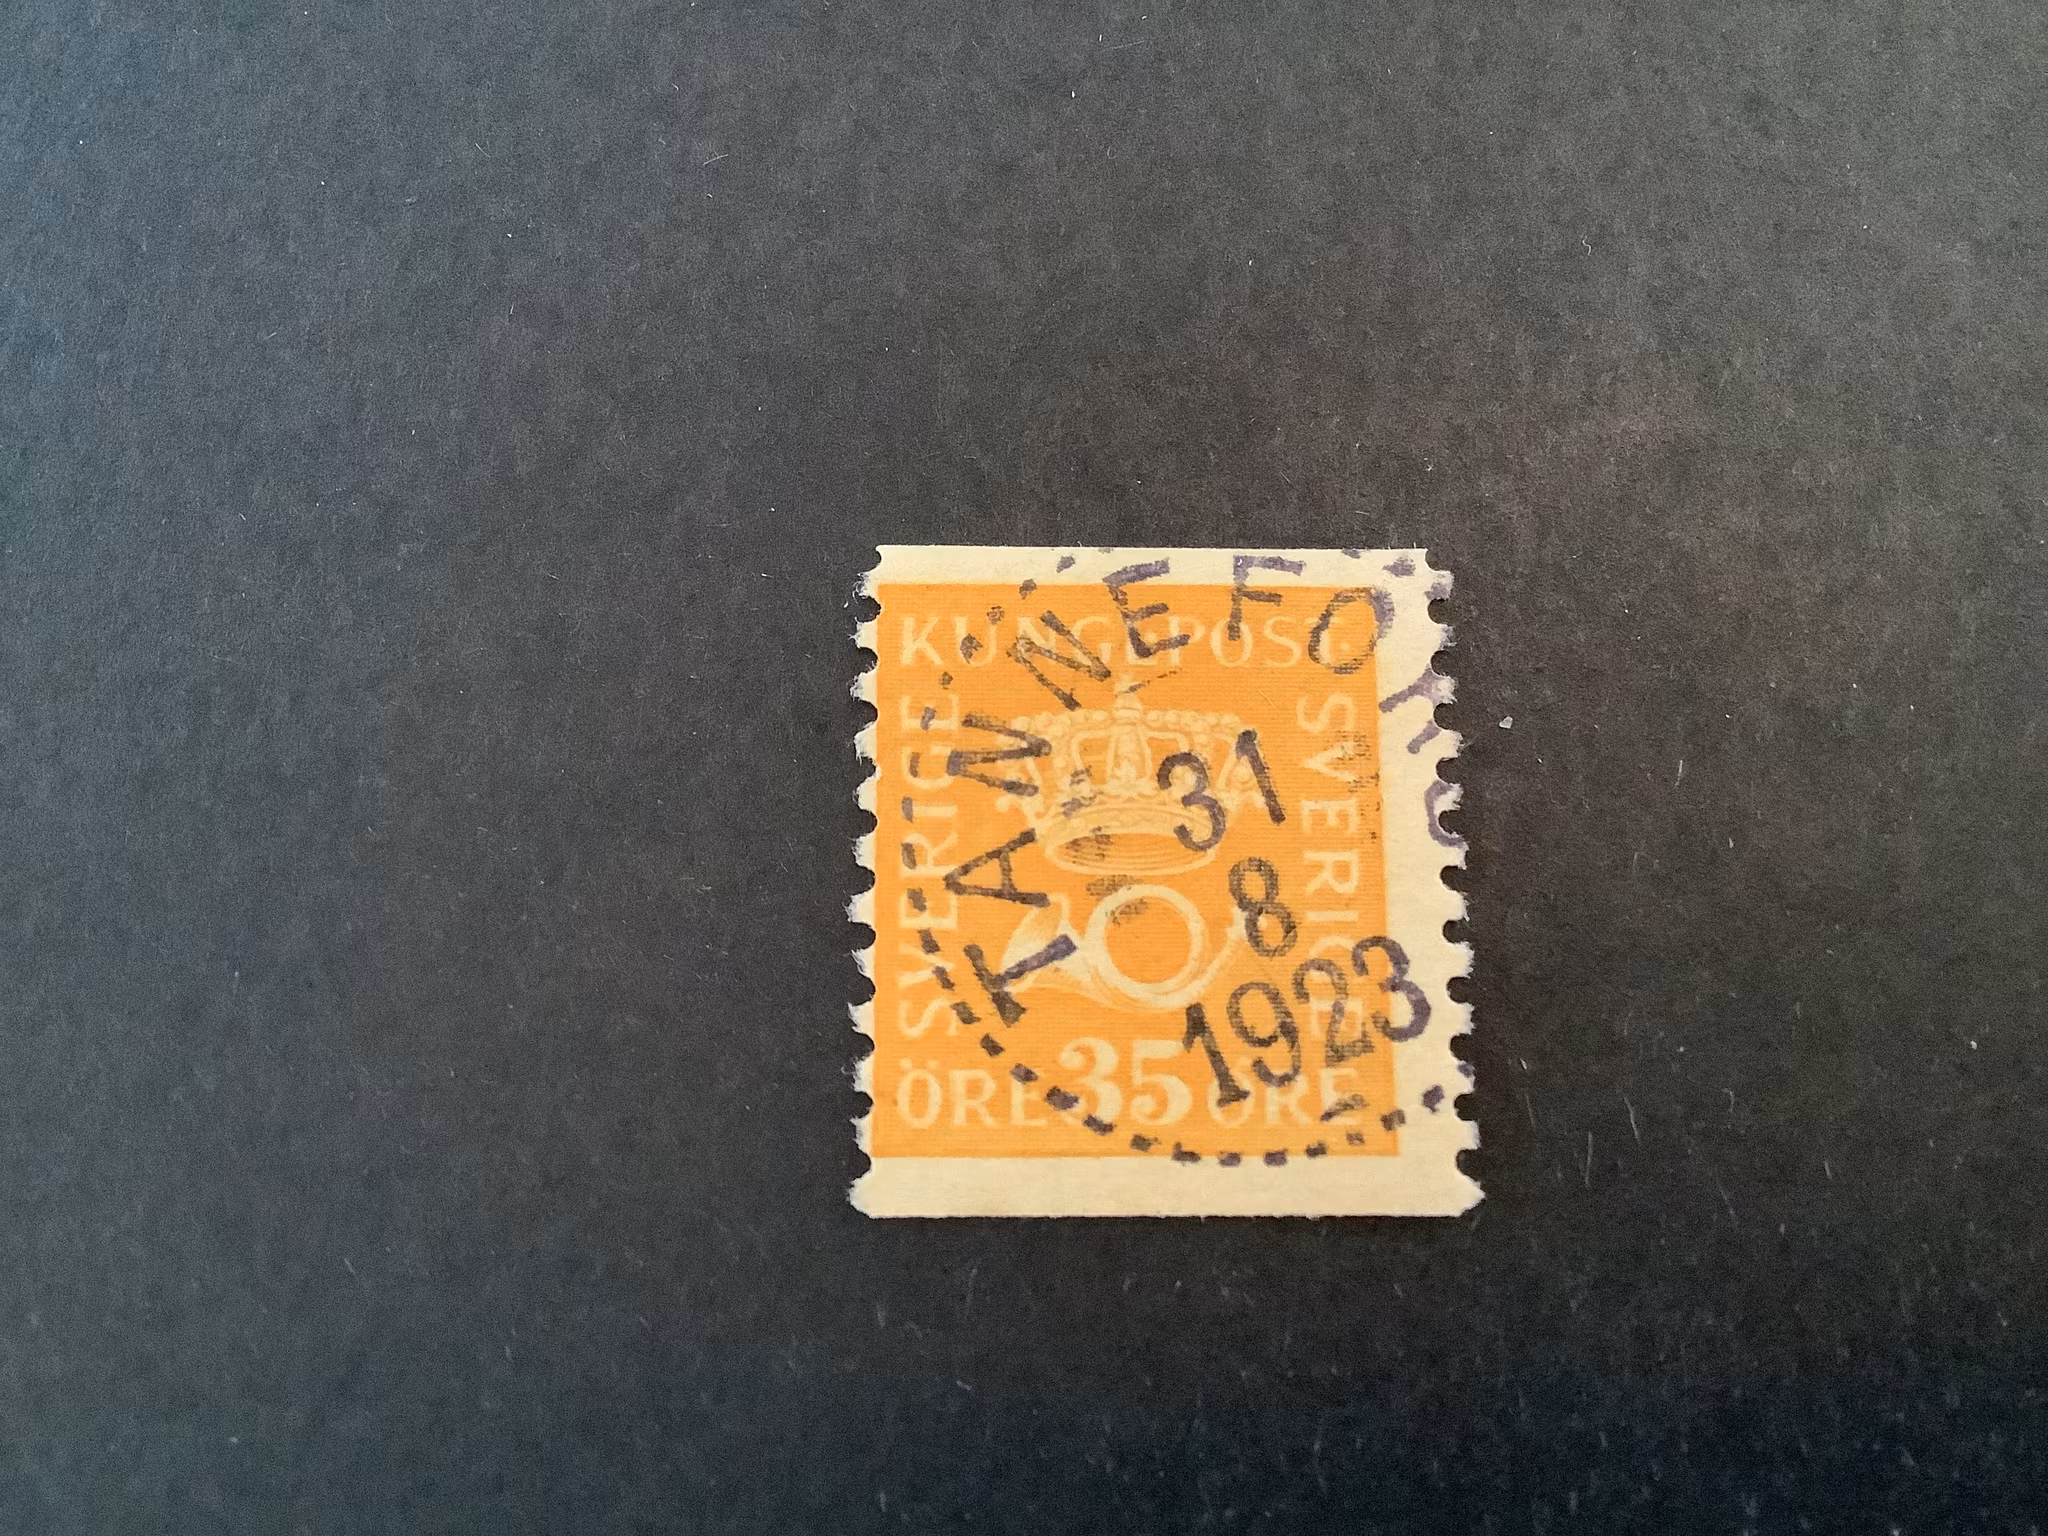 KUNGL.POST.
SVERIGE
SVERIGE
ÖRE 35 ÖRE
TANNEFORS
31
8
1923